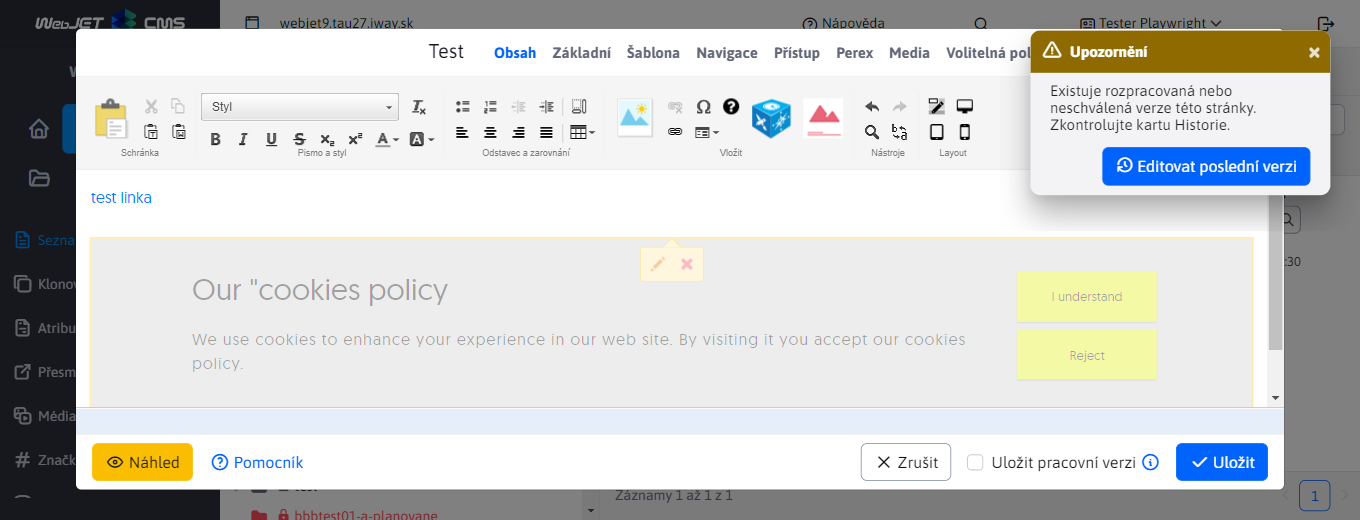 WebJET CMS
webjet9.tau27.iway.sk
Nápověda
Tester Playwright
Test
Obsah
Základní
Šablona
Navigace
Přístup
Perex
Media
Volitelná pol
Upozornění
Existuje rozpracovaná nebo
neschválená verze této stránky.
Zkontrolujte kartu Historie.
Editovat poslední verzi
Styl
Schránka
Písmo a styl
Odstavec a zarovnání
Vložit
Nástroje
Layout
test linka
Our "cookies policy
We use cookies to enhance your experience in our web site. By visiting it you accept our cookies
policy.
I understand
Reject
Sezna
Klonov
Atribu
Přesm
Média
Značk
:30
Náhled
Pomocník
Zrušit
Uložit pracovní verzi
Uložit
test
Záznamy 1 až 1 z 1
1
bbbtest01-a-planovane